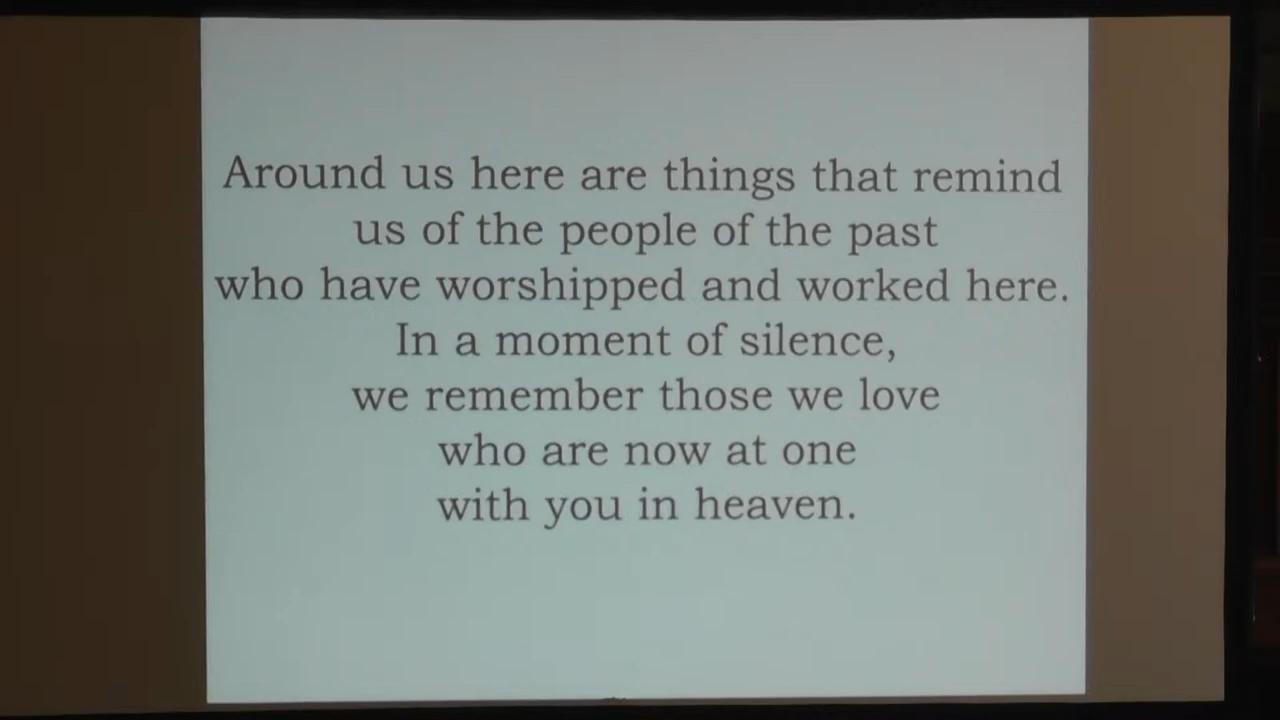 Around us here are things that remind
us of the people of the past
who have worshipped and worked here.
In a moment of silence,
we remember those we love
who are now at one
with you in heaven.